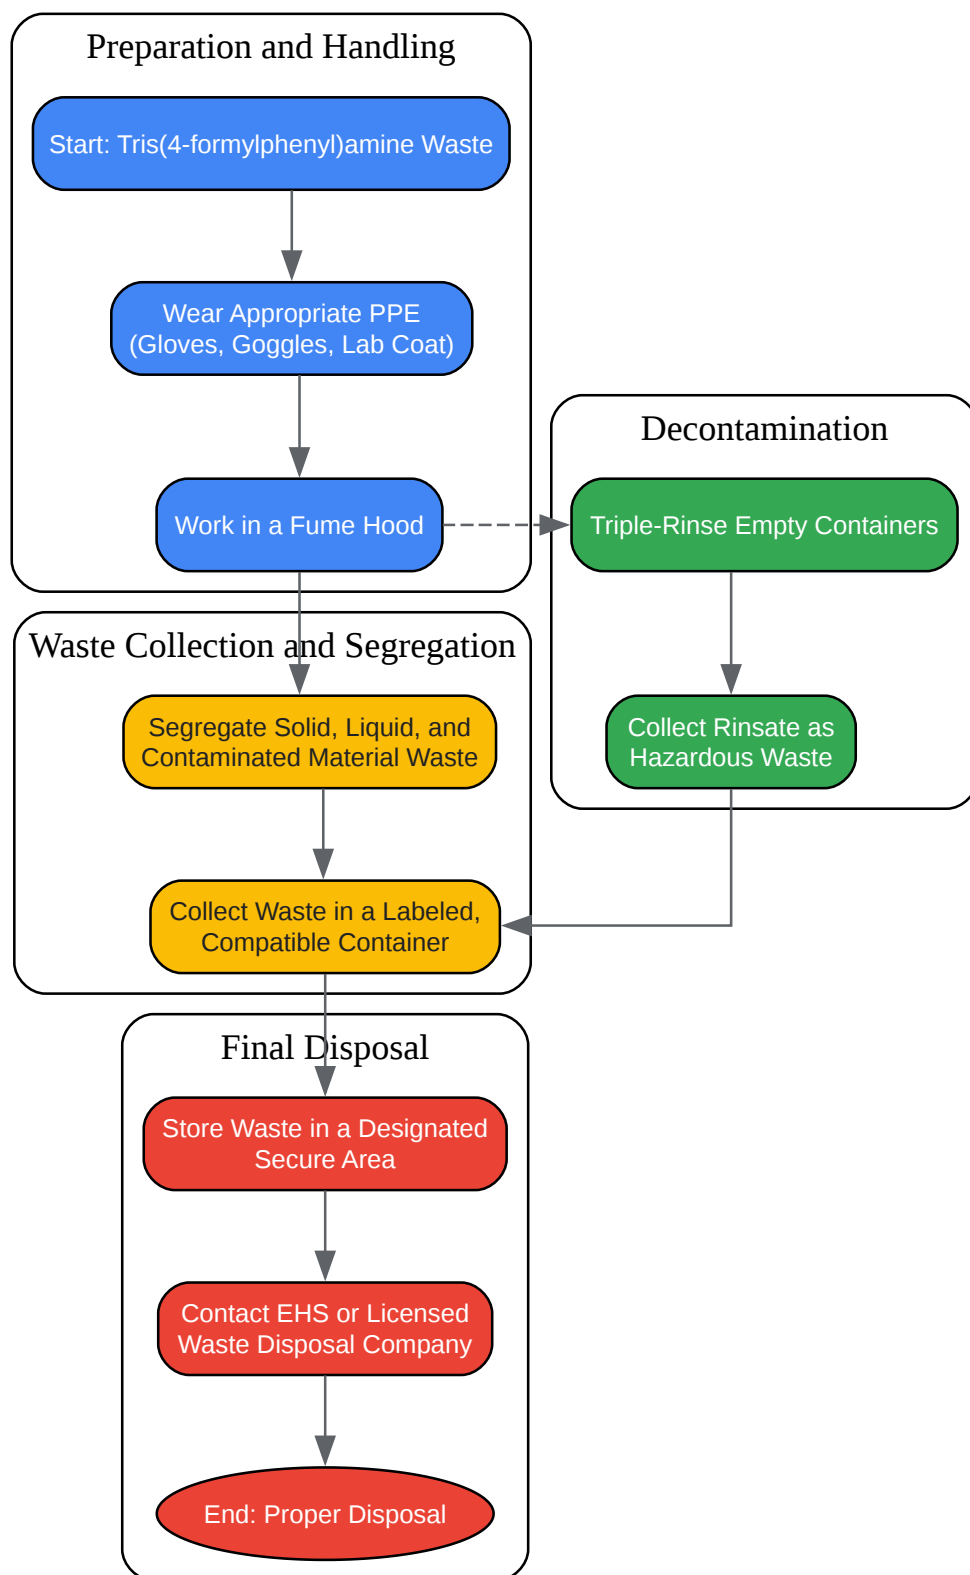 Preparation and Handling
Start: Tris(4-formylphenyl)amine Waste
Wear Appropriate PPE
(Gloves, Goggles, Lab Coat)
Work in a Fume Hood
Decontamination
Triple-Rinse Empty Containers
Collect Rinsate as
Hazardous Waste
Waste Collection and Segregation
Segregate Solid, Liquid, and
Contaminated Material Waste
Collect Waste in a Labeled,
Compatible Container
Final Disposal
Store Waste in a Designated
Secure Area
Contact EHS or Licensed
Waste Disposal Company
End: Proper Disposal